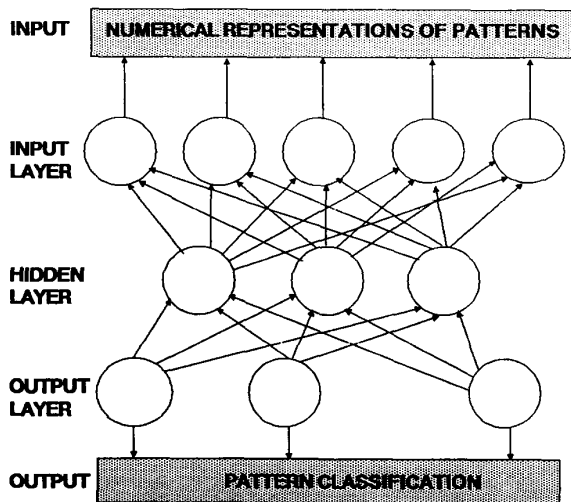 INPUT
NUMERICAL REPRESENTATIONS OF PATTERNS
INPUT
LAYER
HIDDEN
LAYER
OUTPUT
LAYER
OUTPUT
PATTERN CLASSIFICATION